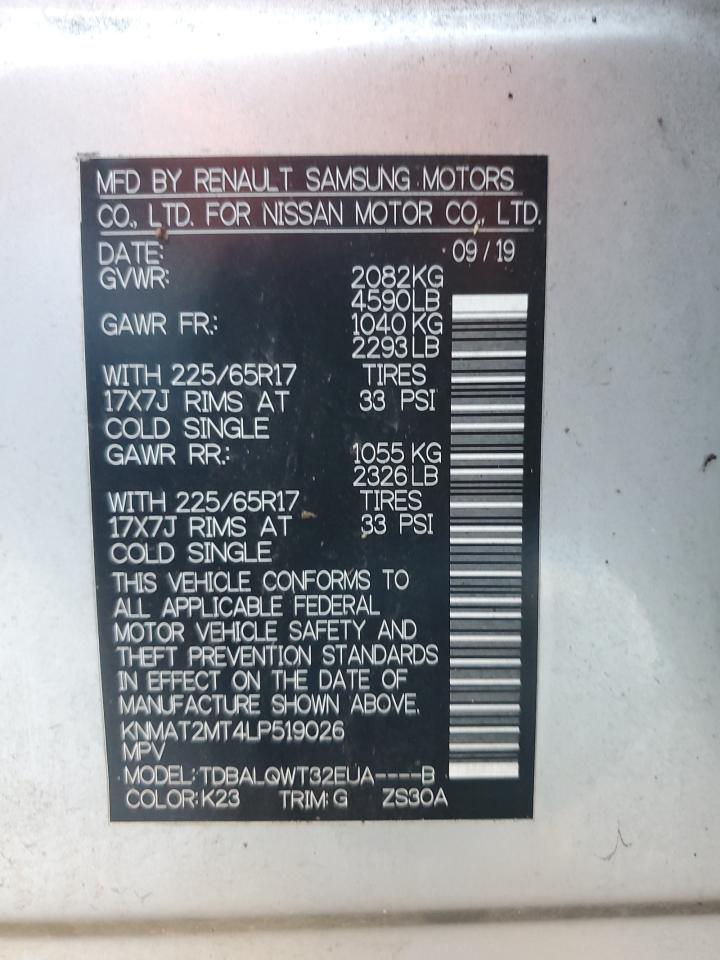 MFD BY RENAULT SAMSUNG MOTORS
CO., LTD. FOR NISSAN MOTOR CO., LTD.
DATE: 09 / 19
GVWR: 2082KG
4590LB
GAWR FR.: 1040 KG
2293 LB
WITH 225/65R17 TIRES
17X7J RIMS AT 33 PSI
COLD SINGLE
GAWR RR.: 1055 KG
2326 LB
WITH 225/65R17 TIRES
17X7J RIMS AT 33 PSI
COLD SINGLE
THIS VEHICLE CONFORMS TO
ALL APPLICABLE FEDERAL
MOTOR VEHICLE SAFETY AND
THEFT PREVENTION STANDARDS
IN EFFECT ON THE DATE OF
MANUFACTURE SHOWN ABOVE.
KNMAT2MT4LP519026
MPV
MODEL: TDBALQWT32EUA----B
COLOR: K23 TRIM: G ZS30A